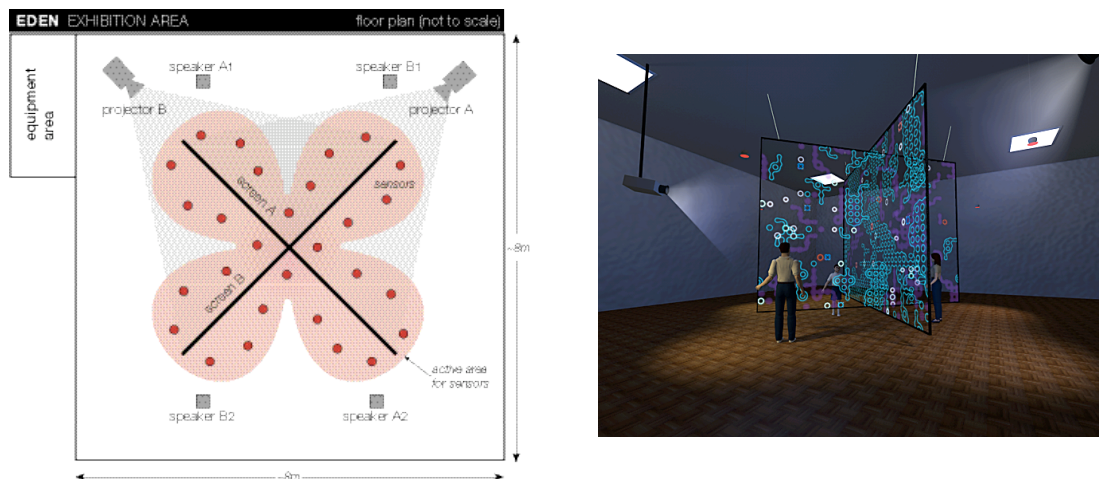 EDEN EXHIBITION AREA
floor plan (not to scale)
equipment
area
speaker A1
speaker B1
projector B
projector A
screen A
sensors
screen B
~8m
active area
for sensors
speaker B2
speaker A2
~8m